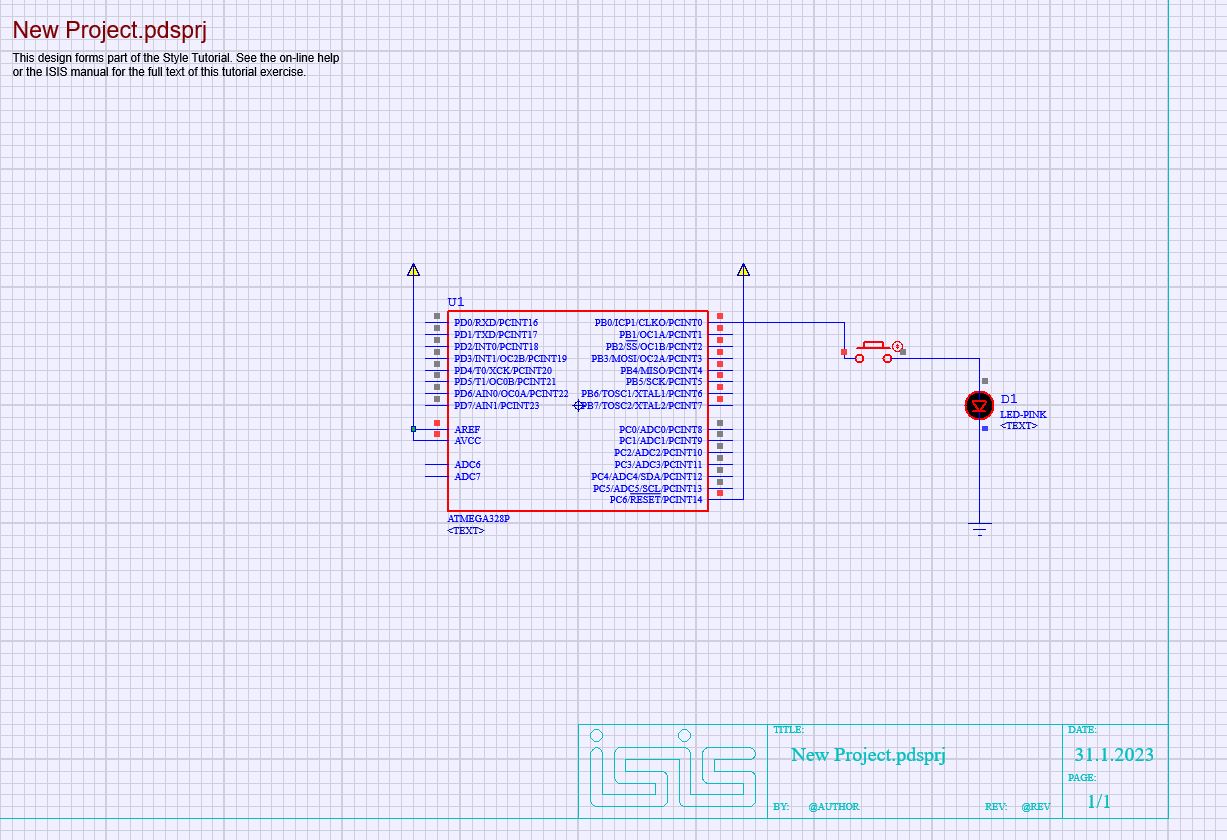 New Project.pdsprj
This design forms part of the Style Tutorial. See the on-line help
or the ISIS manual for the full text of this tutorial exercise.
U1
PD0/RXD/PCINT16
PD1/TXD/PCINT17
PD2/INT0/PCINT18
PD3/INT1/OC2B/PCINT19
PD4/T0/XCK/PCINT20
PD5/T1/OC0B/PCINT21
PD6/AIN0/OC0A/PCINT22
PD7/AIN1/PCINT23
AREF
AVCC
ADC6
ADC7
PB0/ICP1/CLKO/PCINT0
PB1/OC1A/PCINT1
PB2/SS/OC1B/PCINT2
PB3/MOSI/OC2A/PCINT3
PB4/MISO/PCINT4
PB5/SCK/PCINT5
PB6/TOSC1/XTAL1/PCINT6
PB7/TOSC2/XTAL2/PCINT7
PC0/ADC0/PCINT8
PC1/ADC1/PCINT9
PC2/ADC2/PCINT10
PC3/ADC3/PCINT11
PC4/ADC4/SDA/PCINT12
PC5/ADC5/SCL/PCINT13
PC6/RESET/PCINT14
ATMEGA328P
<TEXT>
D1
LED-PINK
<TEXT>
isis
TITLE:
New Project.pdsprj
BY: @AUTHOR
REV: @REV
DATE:
31.1.2023
PAGE:
1/1